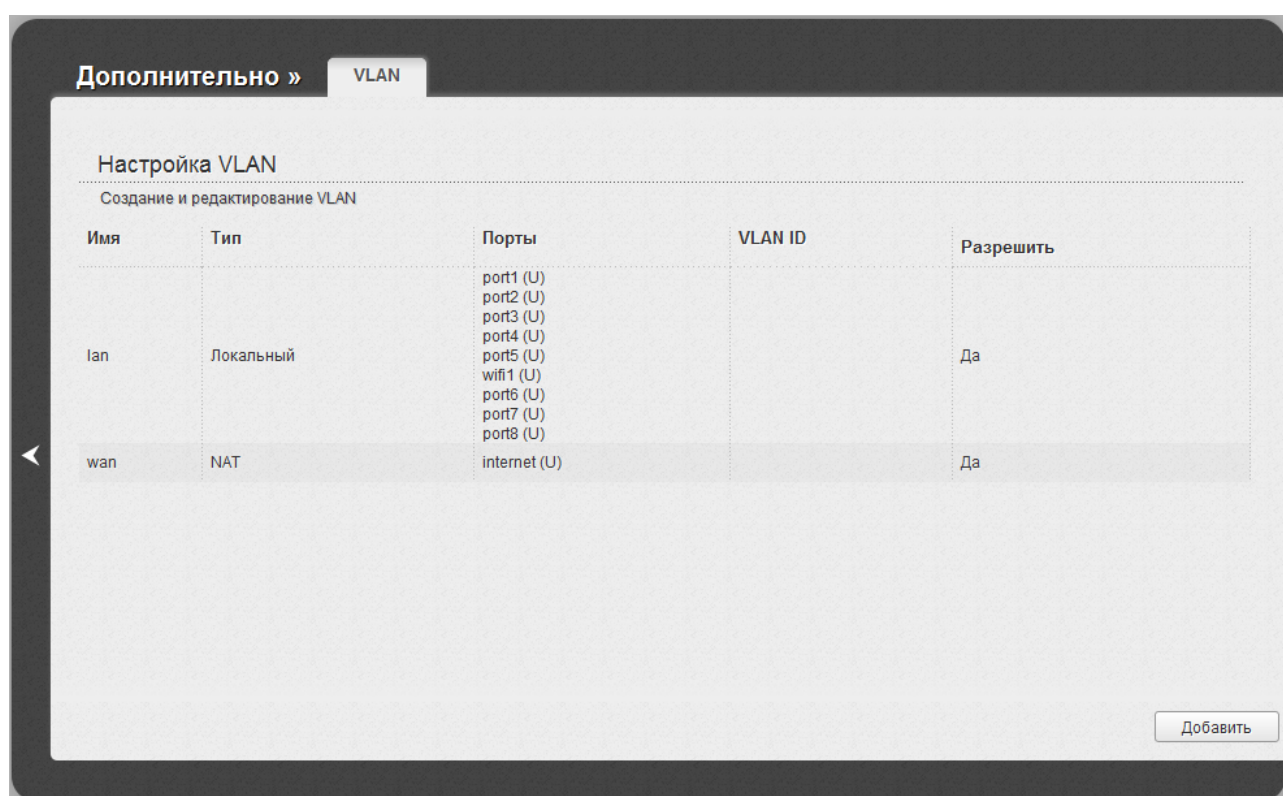 Дополнительно »
VLAN
Настройка VLAN
Создание и редактирование VLAN
Имя Тип Порты VLAN ID Разрешить
lan Локальный port1 (U) Да
port2 (U)
port3 (U)
port4 (U)
port5 (U)
wifi1 (U)
port6 (U)
port7 (U)
port8 (U)
wan NAT internet (U) Да
Добавить